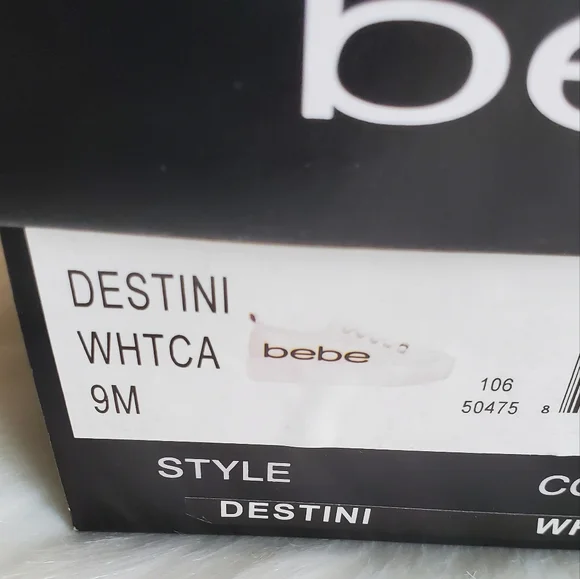 be
DESTINI
WHTCA
9M
bebe
106
50475 8
STYLE
DESTINI
CO
WH